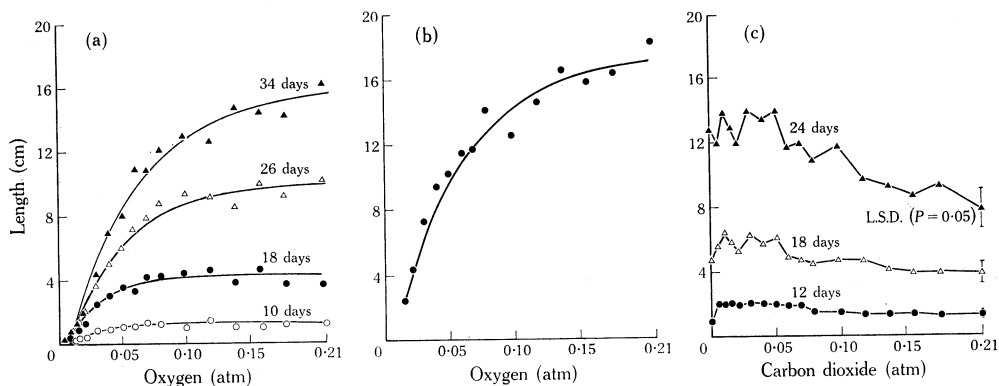 20
16
12
8
4
0
Length (cm)
(a)
34 days
26 days
18 days
10 days
0·05
0·10
0·15
0·21
Oxygen (atm)
20
16
12
8
4
0
(b)
0·05
0·10
0·15
0·21
Oxygen (atm)
20
16
12
8
4
0
(c)
24 days
L.S.D. (P = 0·05)
18 days
12 days
0·05
0·10
0·15
0·21
Carbon dioxide (atm)